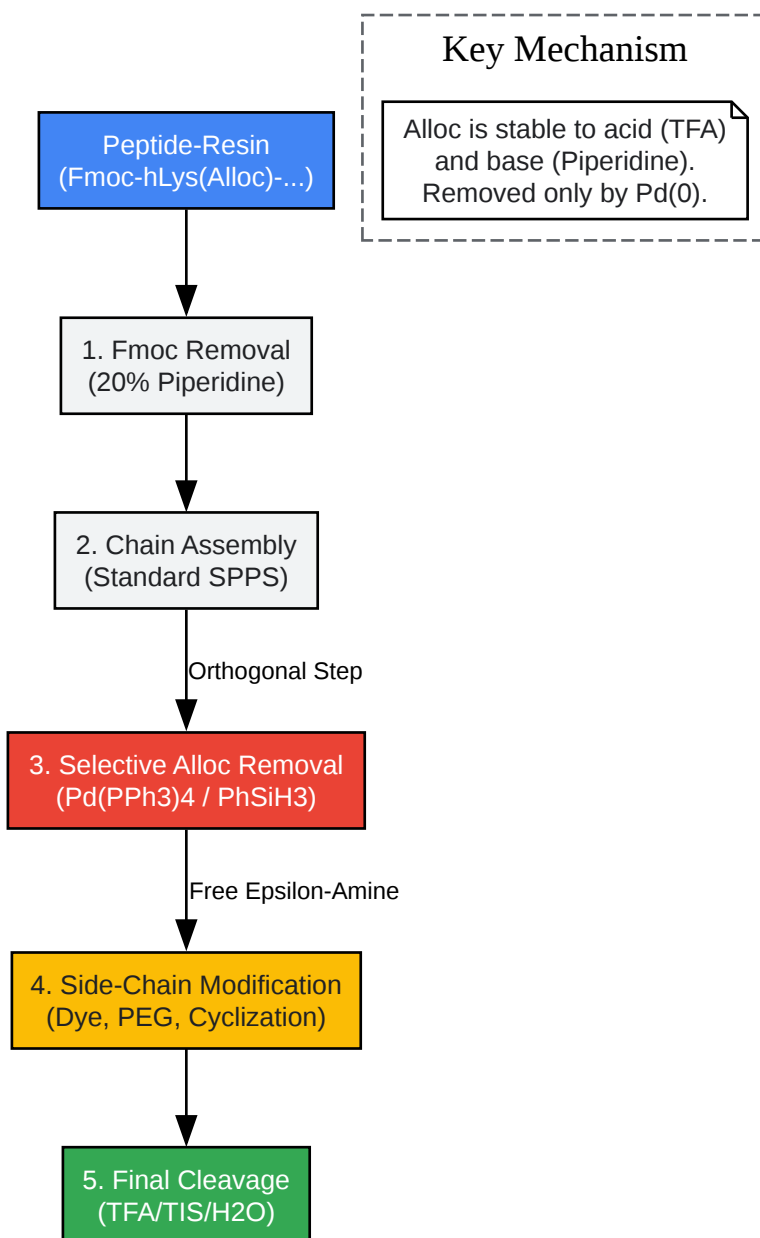 Key Mechanism
Alloc is stable to acid (TFA)
and base (Piperidine).
Removed only by Pd(0).
Peptide-Resin
(Fmoc-hLys(Alloc)-...)
1. Fmoc Removal
(20% Piperidine)
2. Chain Assembly
(Standard SPPS)
Orthogonal Step
3. Selective Alloc Removal
(Pd(PPh3)4 / PhSiH3)
Free Epsilon-Amine
4. Side-Chain Modification
(Dye, PEG, Cyclization)
5. Final Cleavage
(TFA/TIS/H2O)